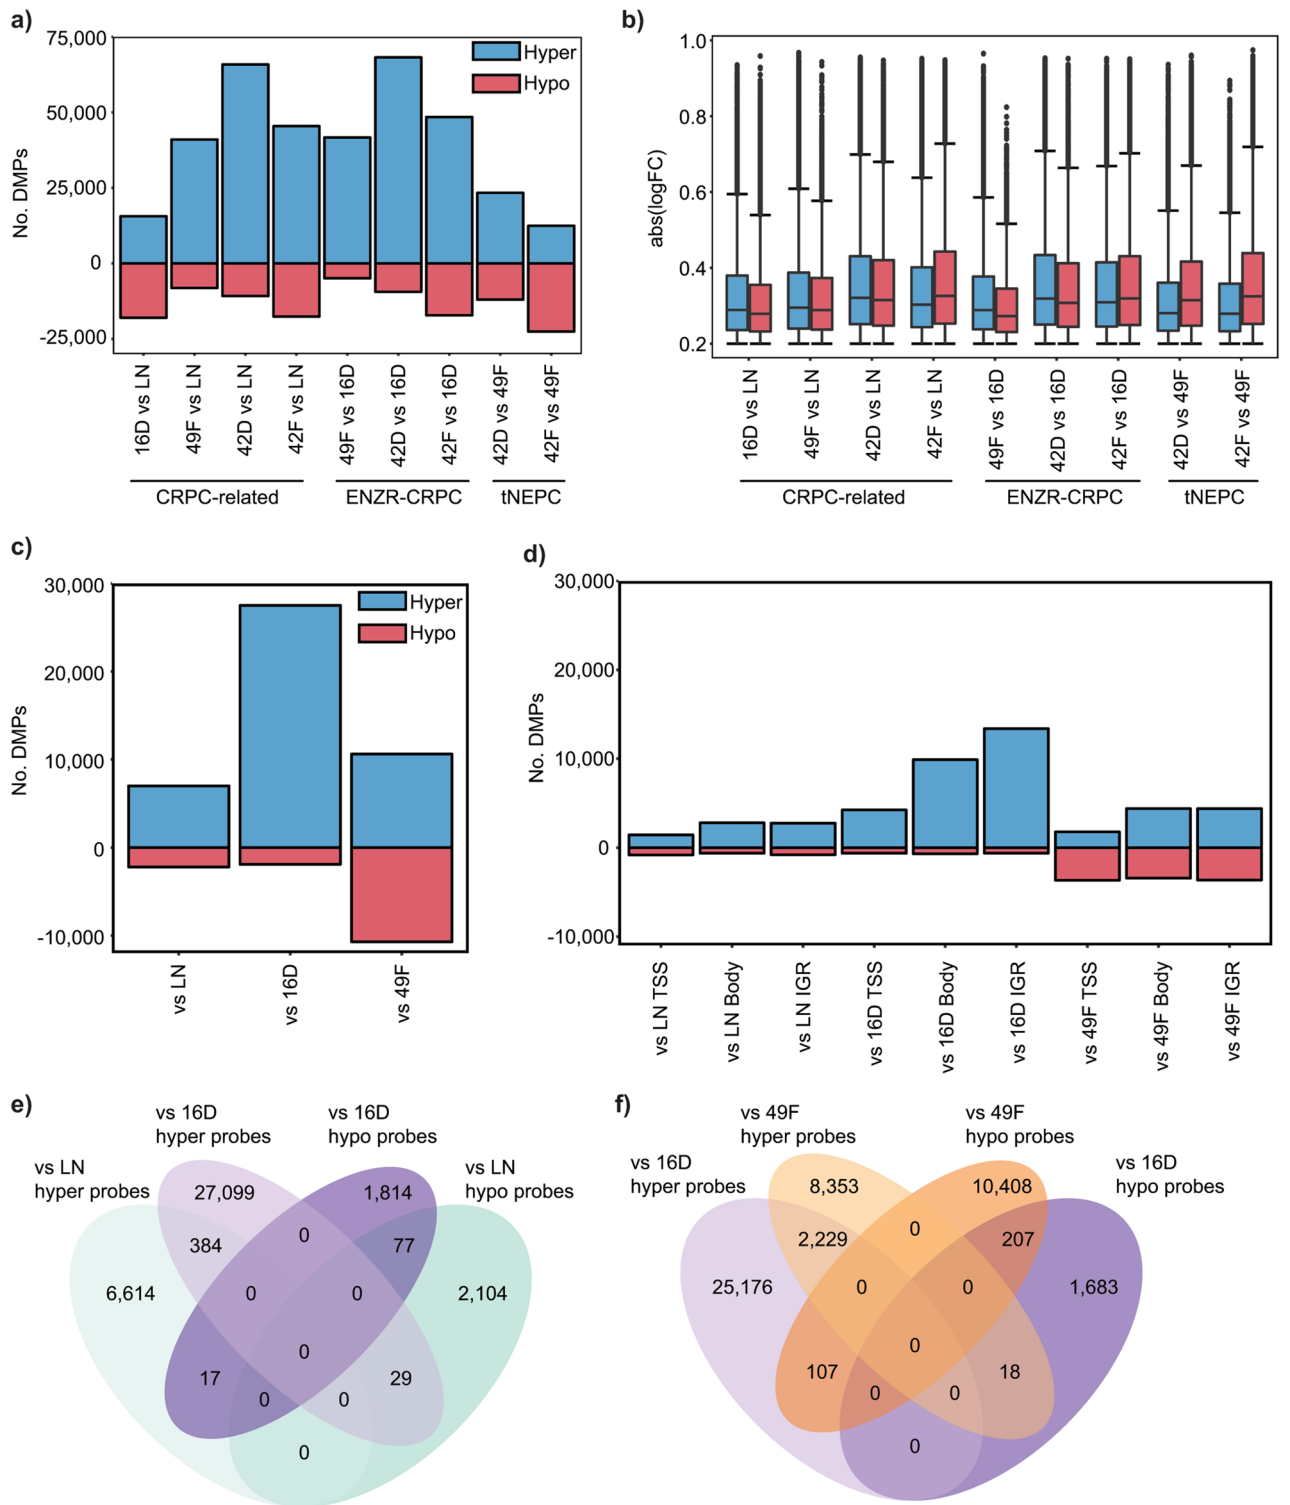 a)
75,000
50,000
25,000
0
-25,000
No. DMPs
Hyper
Hypo
16D vs LN
49F vs LN
42D vs LN
42F vs LN
49F vs 16D
42D vs 16D
42F vs 16D
42D vs 49F
42F vs 49F
CRPC-related
ENZR-CRPC
tNEPC
b)
1.0
0.8
0.6
0.4
0.2
abs(logFC)
16D vs LN
49F vs LN
42D vs LN
42F vs LN
49F vs 16D
42D vs 16D
42F vs 16D
42D vs 49F
42F vs 49F
CRPC-related
ENZR-CRPC
tNEPC
c)
30,000
20,000
10,000
0
-10,000
No. DMPs
Hyper
Hypo
vs LN
vs 16D
vs 49F
d)
30,000
20,000
10,000
0
-10,000
No. DMPs
vs LN TSS
vs LN Body
vs LN IGR
vs 16D TSS
vs 16D Body
vs 16D IGR
vs 49F TSS
vs 49F Body
vs 49F IGR
e)
vs 16D
hyper probes
vs 16D
hypo probes
vs LN
hyper probes
vs LN
hypo probes
27,099
1,814
384
0
77
6,614
0
0
2,104
0
17
29
0
0
0
f)
vs 49F
hyper probes
vs 49F
hypo probes
vs 16D
hyper probes
vs 16D
hypo probes
8,353
10,408
2,229
0
207
25,176
0
0
1,683
0
107
18
0
0
0